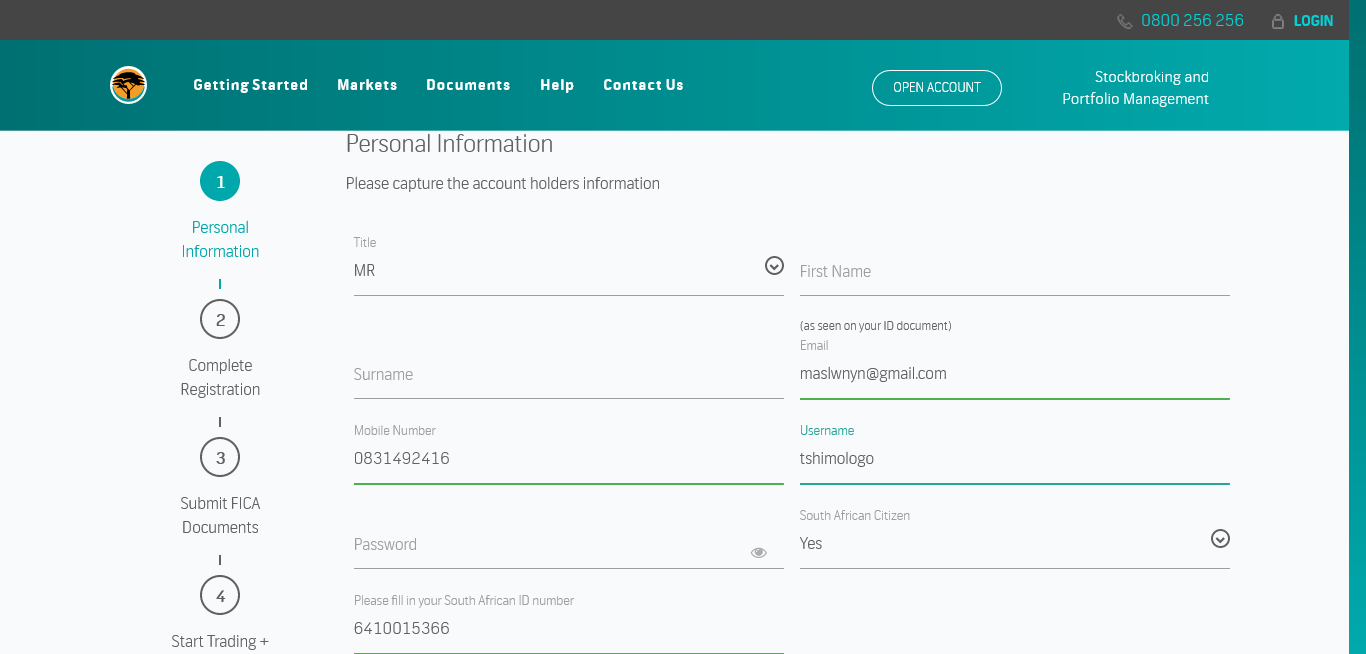 0800 256 256 LOGIN
Getting Started Markets Documents Help Contact Us OPEN ACCOUNT Stockbroking and
Portfolio Management
1
Personal
Information
2
Complete
Registration
3
Submit FICA
Documents
4
Start Trading +
Personal Information
Please capture the account holders information
Title
MR
First Name
(as seen on your ID document)
Surname
Email
maslwnyn@gmail.com
Mobile Number
0831492416
Username
tshimologo
Password
South African Citizen
Yes
Please fill in your South African ID number
6410015366